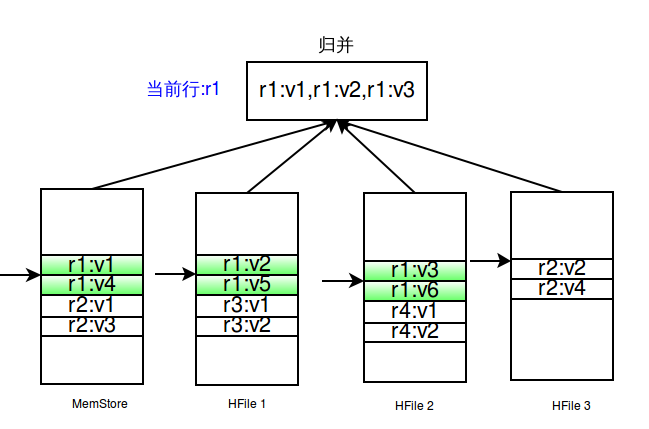 归并
当前行:r1
r1:v1,r1:v2,r1:v3
r1:v1
r1:v4
r2:v1
r2:v3
MemStore
r1:v2
r1:v5
r3:v1
r3:v2
HFile 1
r1:v3
r1:v6
r4:v1
r4:v2
HFile 2
r2:v2
r2:v4
HFile 3